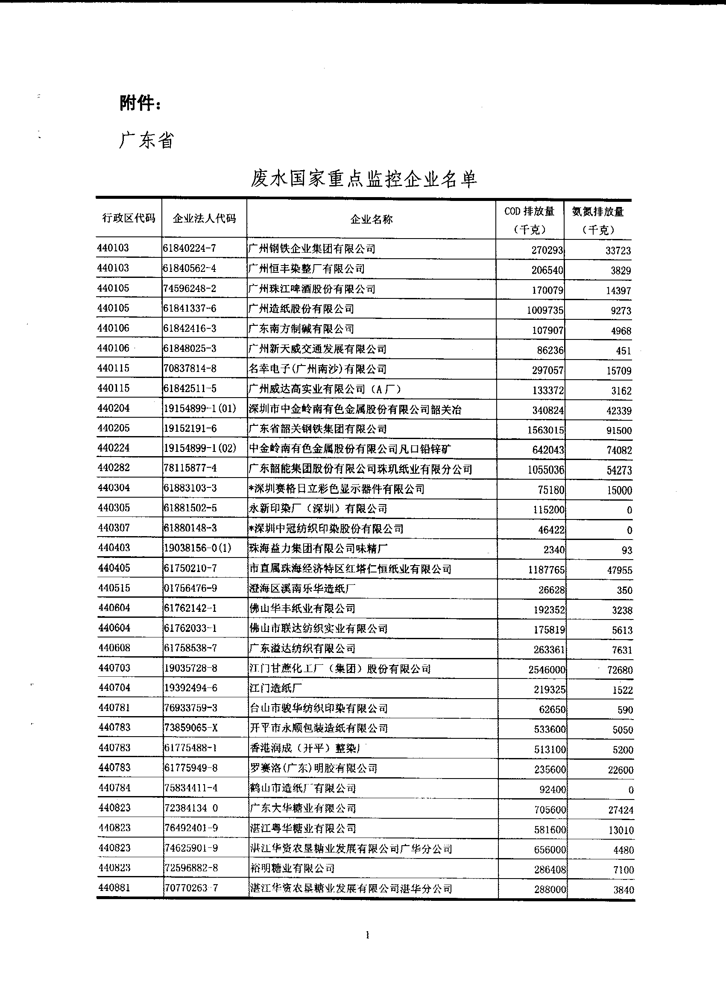 附件：
广东省
废水国家重点监控企业名单
行政区代码 企业法人代码 企业名称 COD 排放量（千克） 氨氮排放量（千克）
440103 61840224-7 广州钢铁企业集团有限公司 270293 33723
440103 61840562-4 广州恒丰染整厂有限公司 206540 3829
440105 74596248-2 广州珠江啤酒股份有限公司 170079 14397
440105 61841337-6 广州造纸股份有限公司 1009735 9273
440106 61842416-3 广东南方制碱有限公司 107907 4968
440106 61848025-3 广州新天威交通发展有限公司 86236 451
440115 70837814-8 名幸电子(广州南沙)有限公司 297057 15709
440115 61842511-5 广州威达高实业有限公司（A厂） 133372 3162
440204 19154899-1(01) 深圳市中金岭南有色金属股份有限公司韶关冶 340824 42339
440205 19152191-6 广东省韶关钢铁集团有限公司 1563015 91500
440224 19154899-1(02) 中金岭南有色金属股份有限公司凡口铅锌矿 642043 74082
440282 78115877-4 广东韶能集团股份有限公司珠玑纸业有限分公司 1055036 54273
440304 61883103-3 *深圳赛格日立彩色显示器件有限公司 75180 15000
440305 61881502-5 永新印染厂（深圳）有限公司 115200 0
440307 61880148-3 *深圳中冠纺织印染股份有限公司 46422 0
440403 19038156-0(1) 珠海益力集团有限公司味精厂 2340 93
440405 61750210-7 市直属珠海经济特区红塔仁恒纸业有限公司 1187765 47955
440515 01756476-9 澄海区溪南乐华造纸厂 26628 350
440604 61762142-1 佛山华丰纸业有限公司 192352 3238
440604 61762033-1 佛山市联达纺织实业有限公司 175819 5613
440608 61758538-7 广东溢达纺织有限公司 263361 7631
440703 19035728-8 江门甘蔗化工厂（集团）股份有限公司 2546000 72680
440704 19392494-6 江门造纸厂 219325 1522
440781 76933759-3 台山市骏华纺织印染有限公司 62650 590
440783 73859065-X 开平市永顺包装造纸有限公司 533600 5050
440783 61775488-1 香港润成（开平）整染厂 513100 5200
440783 61775949-8 罗赛洛(广东)明胶有限公司 235600 22600
440784 75834411-4 鹤山市造纸厂有限公司 92400 0
440823 72384134 0 广东大华糖业有限公司 705600 27424
440823 76492401-9 湛江粤华糖业有限公司 581600 13010
440823 74625901-9 湛江华资农垦糖业发展有限公司广华分公司 656000 4480
440823 72596882-8 裕明糖业有限公司 286408 7100
440881 70770263-7 湛江华资农垦糖业发展有限公司湛华分公司 288000 3840
1